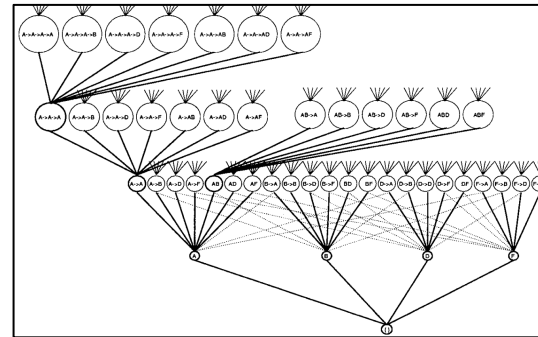 A->A->A->A A->A->A->B A->A->A->D A->A->A->F A->A->AB A->A->AD A->A->AF
A->A->A A->A->B A->A->D A->A->F A->AB A->AD A->AF AB->A AB->B AB->D AB->F ABD ABF
A->A A->B A->D A->F AB AD AF B->A B->B B->D B->F BD BF D->A D->B D->D D->F DF F->A F->B F->D
A B D F
{ }